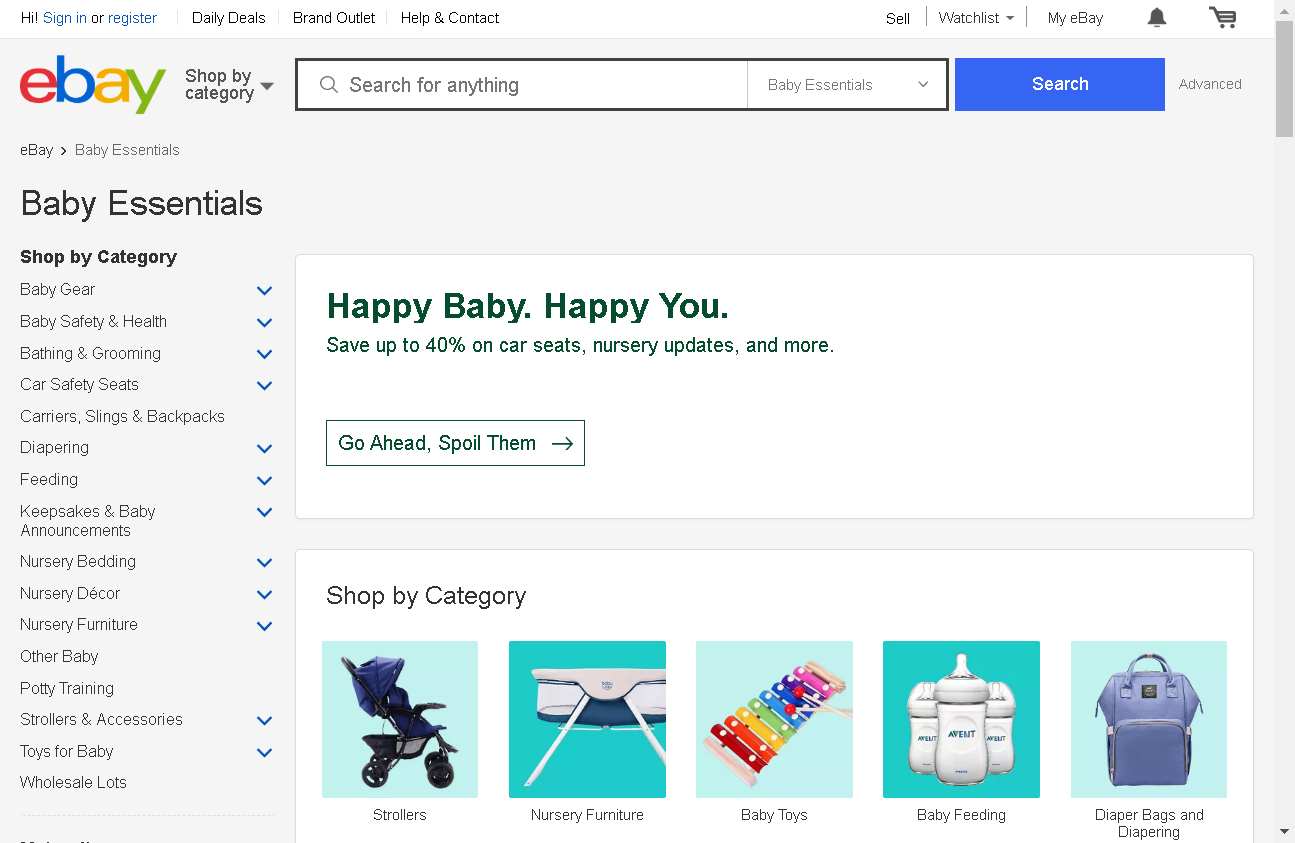 Hi! Sign in or register
Daily Deals
Brand Outlet
Help & Contact
Sell
Watchlist
My eBay
ebay
Shop by
category
Search for anything
Baby Essentials
Search
Advanced
eBay
Baby Essentials
Baby Essentials
Shop by Category
Baby Gear
Baby Safety & Health
Bathing & Grooming
Car Safety Seats
Carriers, Slings & Backpacks
Diapering
Feeding
Keepsakes & Baby
Announcements
Nursery Bedding
Nursery Décor
Nursery Furniture
Other Baby
Potty Training
Strollers & Accessories
Toys for Baby
Wholesale Lots
Happy Baby. Happy You.
Save up to 40% on car seats, nursery updates, and more.
Go Ahead, Spoil Them
Shop by Category
AVENT
AVENT
AVENT
Strollers
Nursery Furniture
Baby Toys
Baby Feeding
Diaper Bags and
Diapering